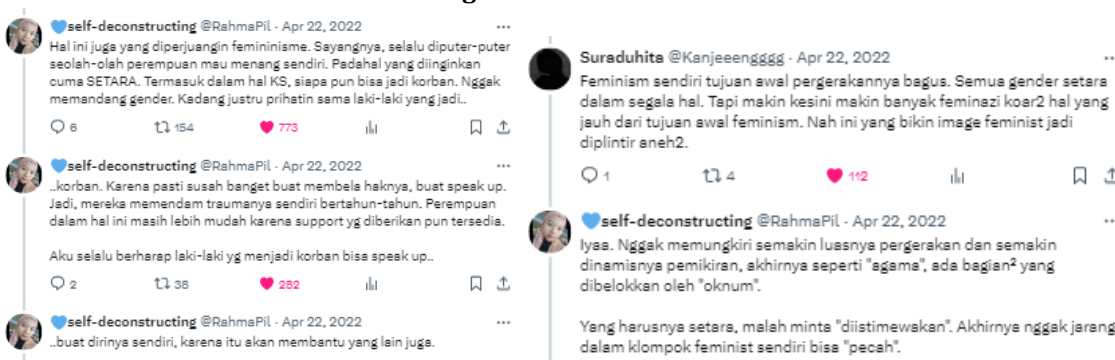 self-deconstructing @RahmaPil · Apr 22, 2022
Hal ini juga yang diperjuangin femininisme. Sayangnya, selalu diputer-puter
seolah-olah perempuan mau menang sendiri. Padahal yang diinginkan
cuma SETARA. Termasuk dalam hal KS, siapa pun bisa jadi korban. Nggak
memandang gender. Kadang justru prihatin sama laki-laki yang jadi..
6 154 773
self-deconstructing @RahmaPil · Apr 22, 2022
..korban. Karena pasti susah banget buat membela haknya, buat speak up.
Jadi, mereka memendam traumanya sendiri bertahun-tahun. Perempuan
dalam hal ini masih lebih mudah karena support yg diberikan pun tersedia.
Aku selalu berharap laki-laki yg menjadi korban bisa speak up..
2 38 282
self-deconstructing @RahmaPil · Apr 22, 2022
..buat dirinya sendiri, karena itu akan membantu yang lain juga.
Suraduhita @Kanjeeengggg · Apr 22, 2022
Feminism sendiri tujuan awal pergerakannya bagus. Semua gender setara
dalam segala hal. Tapi makin kesini makin banyak feminazi koar2 hal yang
jauh dari tujuan awal feminism. Nah ini yang bikin image feminist jadi
diplintir aneh2.
1 4 112
self-deconstructing @RahmaPil · Apr 22, 2022
Iyaa. Nggak memungkiri semakin luasnya pergerakan dan semakin
dinamisnya pemikiran, akhirnya seperti "agama", ada bagian² yang
dibelokkan oleh "oknum".
Yang harusnya setara, malah minta "diistimewakan". Akhirnya nggak jarang
dalam klompok feminist sendiri bisa "pecah".